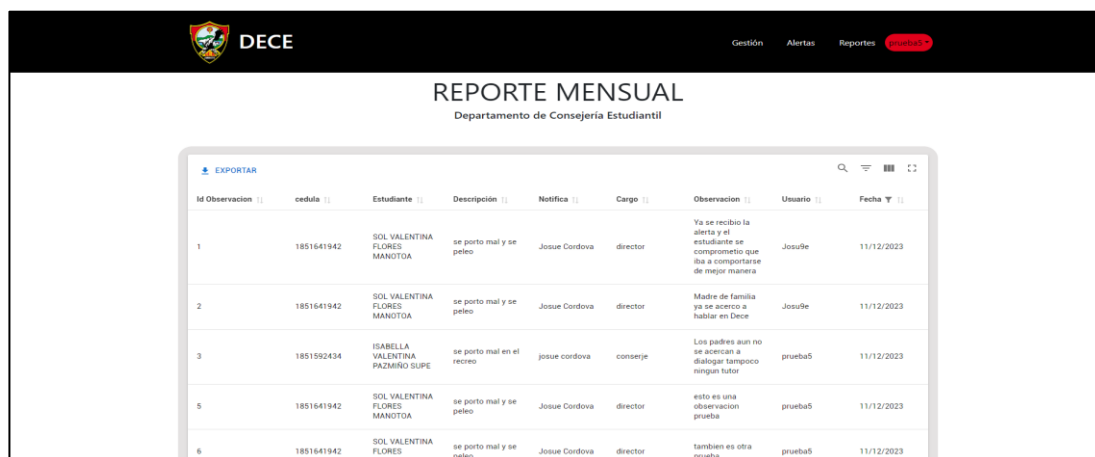 DECE
Gestión Alertas Reportes prueba5
REPORTE MENSUAL
Departamento de Consejería Estudiantil
EXPORTAR
Id Observacion cedula Estudiante Descripción Notifica Cargo Observacion Usuario Fecha
1 1851641942 SOL VALENTINA FLORES MANOTOA se porto mal y se peleo Josue Cordova director Ya se recibio la alerta y el estudiante se comprometio que iba a comportarse de mejor manera Josu9e 11/12/2023
2 1851641942 SOL VALENTINA FLORES MANOTOA se porto mal y se peleo Josue Cordova director Madre de familia ya se acerco a hablar en Dece Josu9e 11/12/2023
3 1851592434 ISABELLA VALENTINA PAZMIÑO SUPE se porto mal en el recreo josue cordova conserje Los padres aun no se acercan a dialogar tampoco ningun tutor prueba5 11/12/2023
5 1851641942 SOL VALENTINA FLORES MANOTOA se porto mal y se peleo Josue Cordova director esto es una observacion prueba prueba5 11/12/2023
6 1851641942 SOL VALENTINA FLORES se porto mal y se peleo Josue Cordova director tambien es otra prueba prueba5 11/12/2023